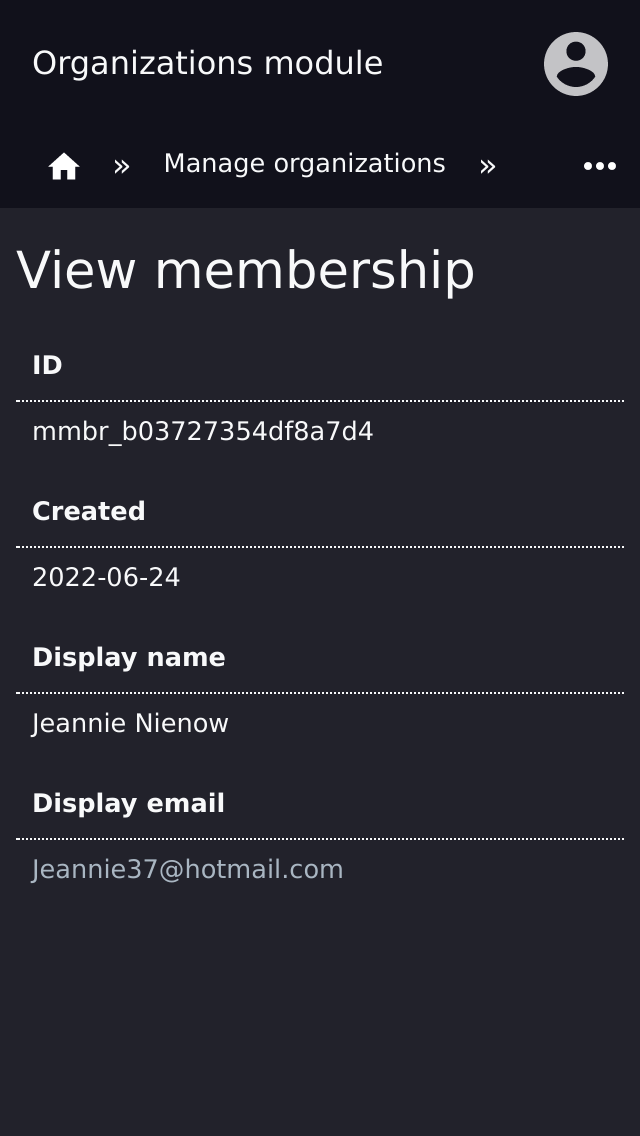 Organizations module
» Manage organizations »
View membership
ID
mmbr_b03727354df8a7d4
Created
2022-06-24
Display name
Jeannie Nienow
Display email
Jeannie37@hotmail.com